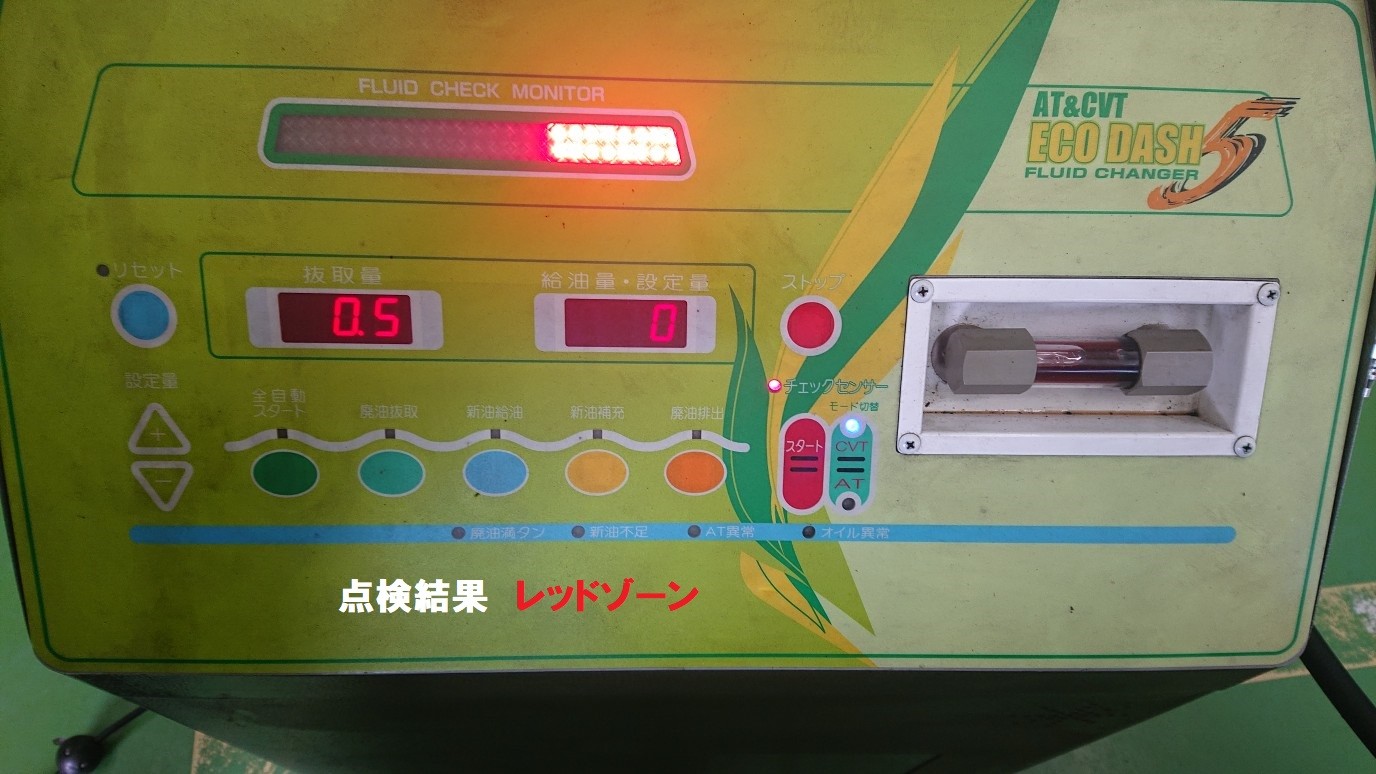 FLUID CHECK MONITOR
AT&CVT
ECO DASH 5
FLUID CHANGER
リセット
抜取量
給油量・設定量
ストップ
0.5
0
設定量
+
−
全自動
スタート
廃油抜取
新油給油
新油補充
廃油排出
チェックセンサー
モード切替
スタート
CVT
AT
廃油満タン
新油不足
AT異常
オイル異常
点検結果 レッドゾーン